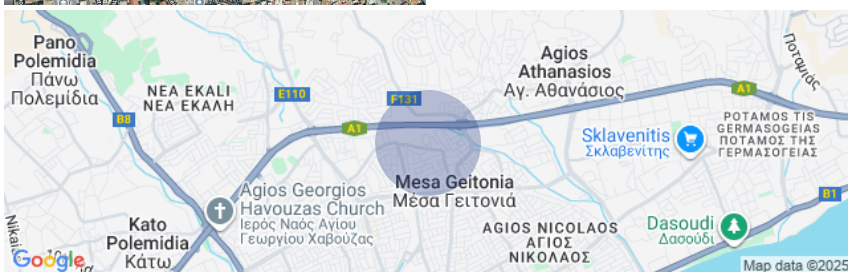 Pano
Polemidia
Πάνω
Πολεμίδια
NEA EKALI
ΝΕΑ ΕΚΑΛΗ
E110
F131
A1
B8
Agios
Athanasios
Αγ. Αθανάσιος
A1
Ποταμιάς
Sklavenitis
Σκλαβενίτης
POTAMOS TIS
GERMASOGEIAS
ΠΟΤΑΜΟΣ ΤΗΣ
ΓΕΡΜΑΣΟΓΕΙΑΣ
B1
Mesa Geitonia
Μέσα Γειτονιά
Agios Georgios
Havouzas Church
Ιερός Ναός Αγίου
Γεωργίου Χαβούζας
Kato
Polemidia
Κάτω
AGIOS NICOLAOS
ΑΓΙΟΣ
ΝΙΚΟΛΑΟΣ
Dasoudi
Δασούδι
Google
Map data ©2025